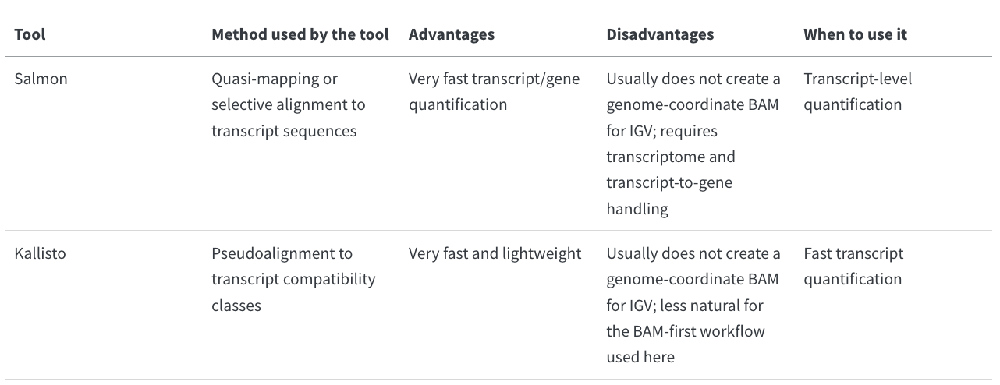 Tool Method used by the tool Advantages Disadvantages When to use it
Salmon Quasi-mapping or Very fast transcript/gene Usually does not create a Transcript-level
selective alignment to quantification genome-coordinate BAM quantification
transcript sequences for IGV; requires
transcriptome and
transcript-to-gene
handling
Kallisto Pseudoalignment to Very fast and lightweight Usually does not create a Fast transcript
transcript compatibility genome-coordinate BAM quantification
classes for IGV; less natural for
the BAM-first workflow
used here